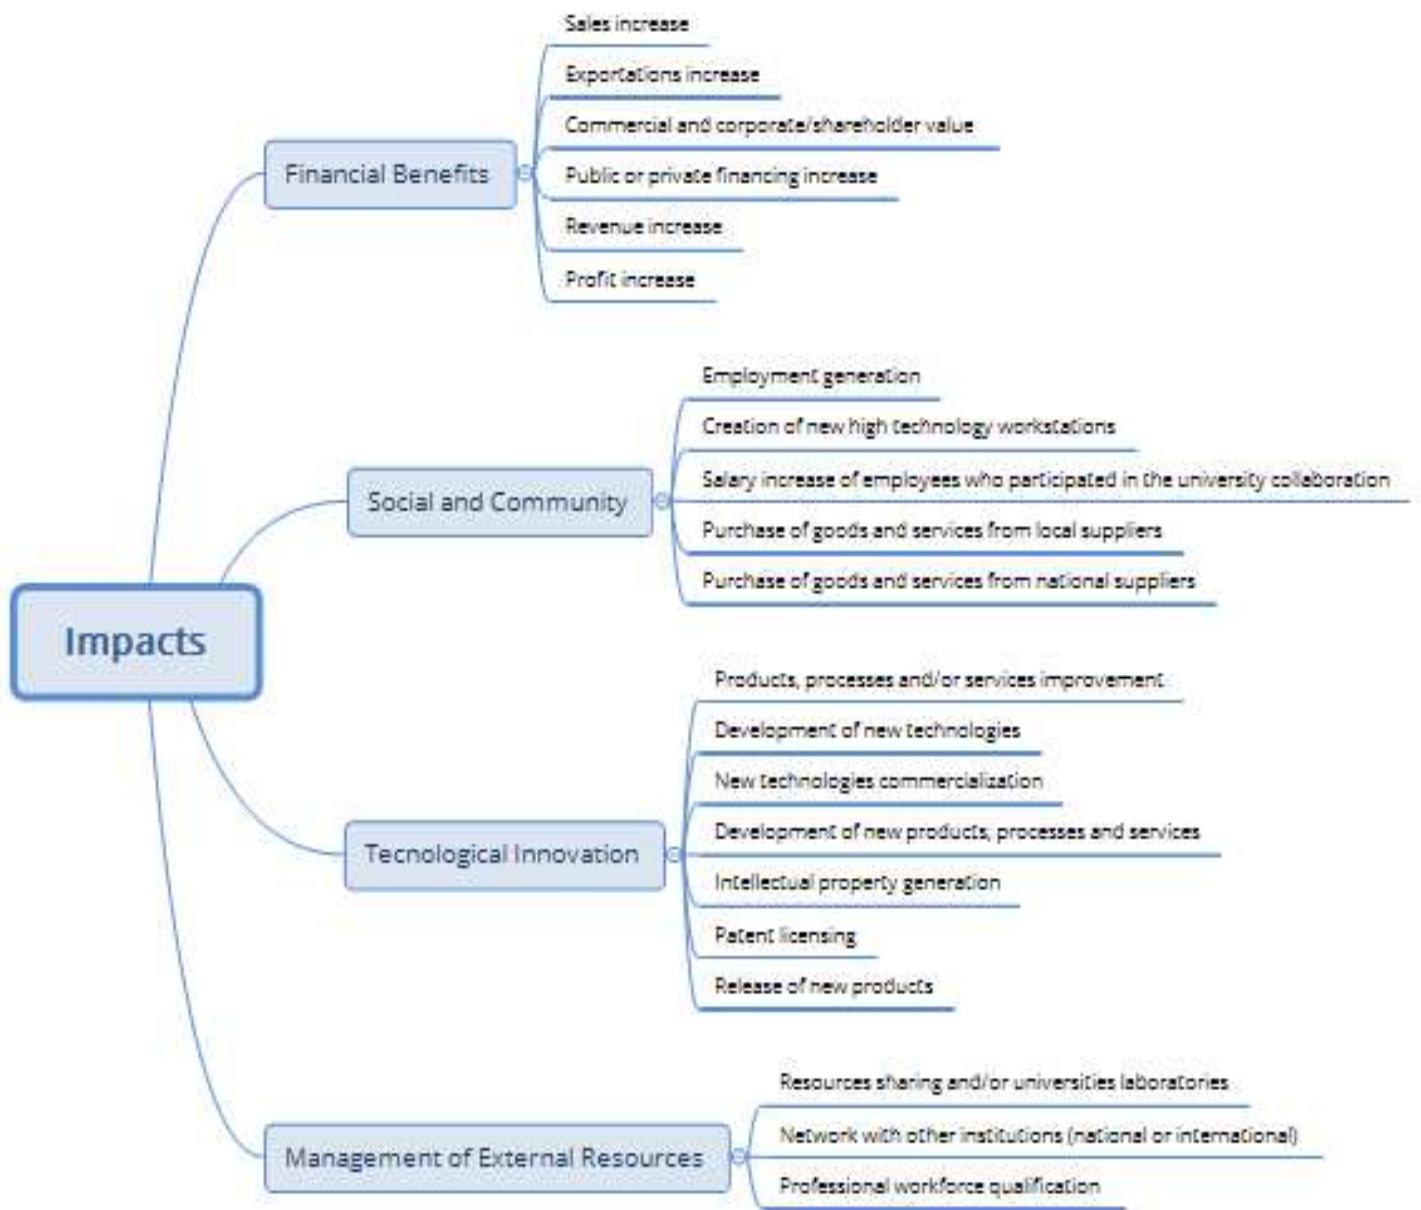 Impacts
Financial Benefits
Sales increase
Exportations increase
Commercial and corporate/shareholder value
Public or private financing increase
Revenue increase
Profit increase
Social and Community
Employment generation
Creation of new high technology workstations
Salary increase of employees who participated in the university collaboration
Purchase of goods and services from local suppliers
Purchase of goods and services from national suppliers
Tecnological Innovation
Products, processes and/or services improvement
Development of new technologies
New technologies commercialization
Development of new products, processes and services
Intellectual property generation
Patent licensing
Release of new products
Management of External Resources
Resources sharing and/or universities laboratories
Network with other institutions (national or international)
Professional workforce qualification